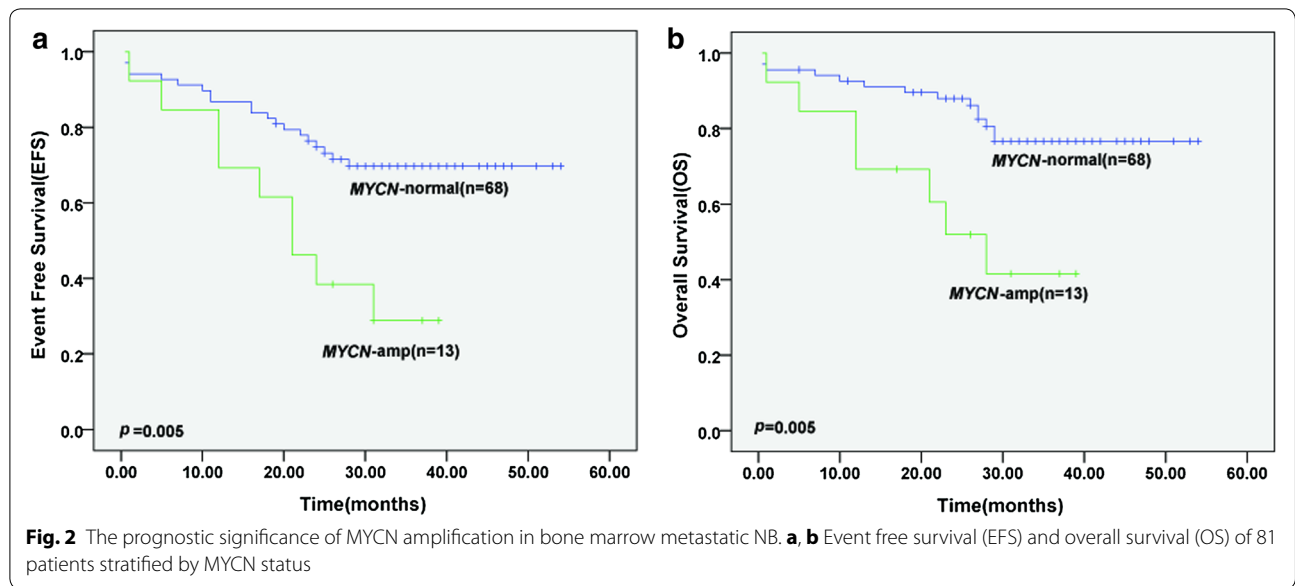 a
Event Free Survival(EFS)
1.0
0.8
0.6
0.4
0.2
0.0
MYCN-normal(n=68)
MYCN-amp(n=13)
p =0.005
0.00 10.00 20.00 30.00 40.00 50.00 60.00
Time(months)
b
Overall Survival(OS)
1.0
0.8
0.6
0.4
0.2
0.0
MYCN-normal(n=68)
MYCN-amp(n=13)
p=0.005
0.00 10.00 20.00 30.00 40.00 50.00 60.00
Time(months)
Fig. 2 The prognostic significance of MYCN amplification in bone marrow metastatic NB. a, b Event free survival (EFS) and overall survival (OS) of 81
patients stratified by MYCN status